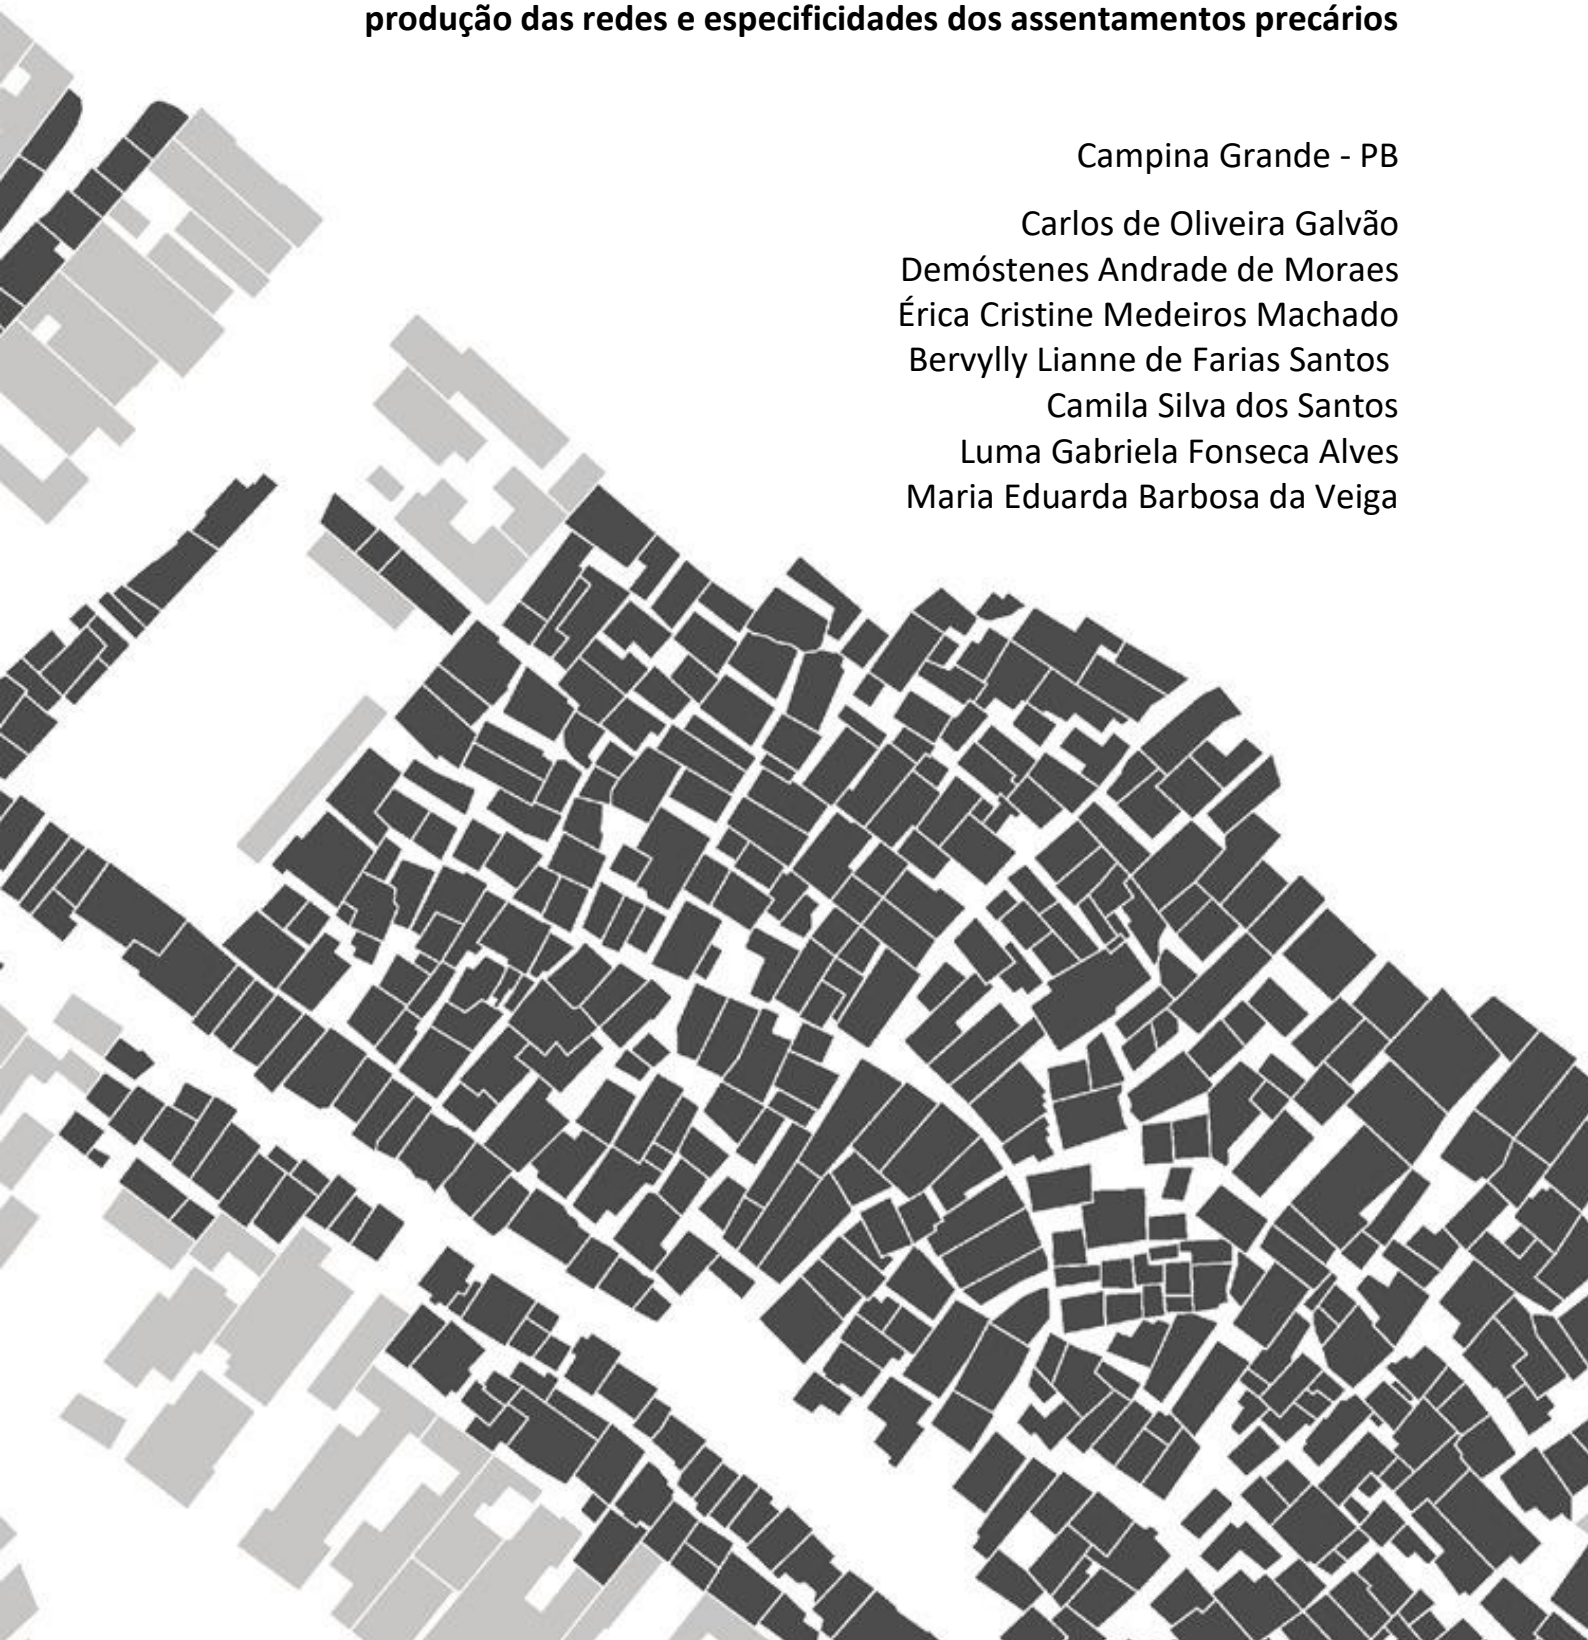 produção das redes e especificidades dos assentamentos precários
Campina Grande - PB
Carlos de Oliveira Galvão
Demóstenes Andrade de Moraes
Érica Cristine Medeiros Machado
Bervylly Lianne de Farias Santos
Camila Silva dos Santos
Luma Gabriela Fonseca Alves
Maria Eduarda Barbosa da Veiga